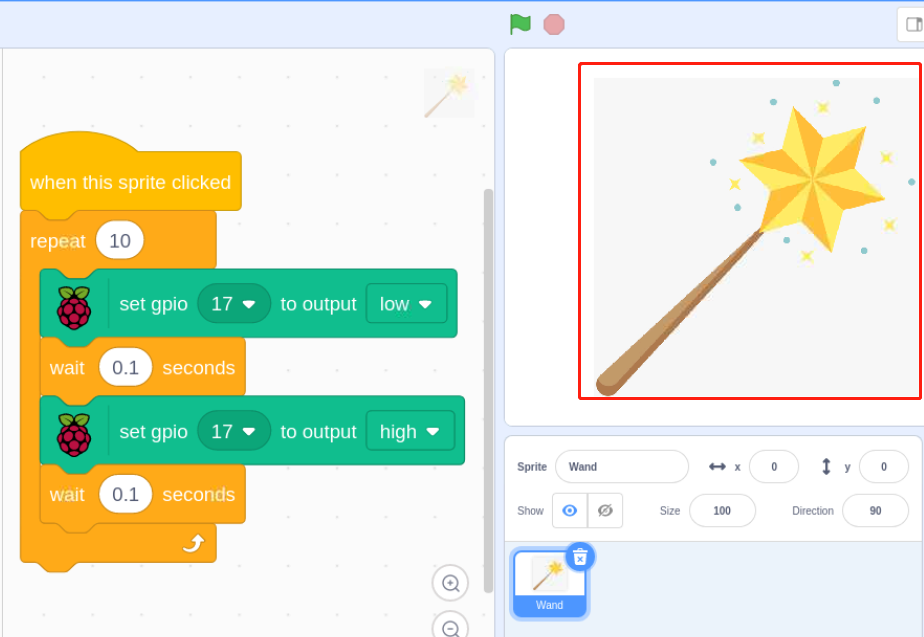 when this sprite clicked
repeat 10
set gpio 17 to output low
wait 0.1 seconds
set gpio 17 to output high
wait 0.1 seconds
Sprite Wand x 0 y 0
Show Size 100 Direction 90
Wand